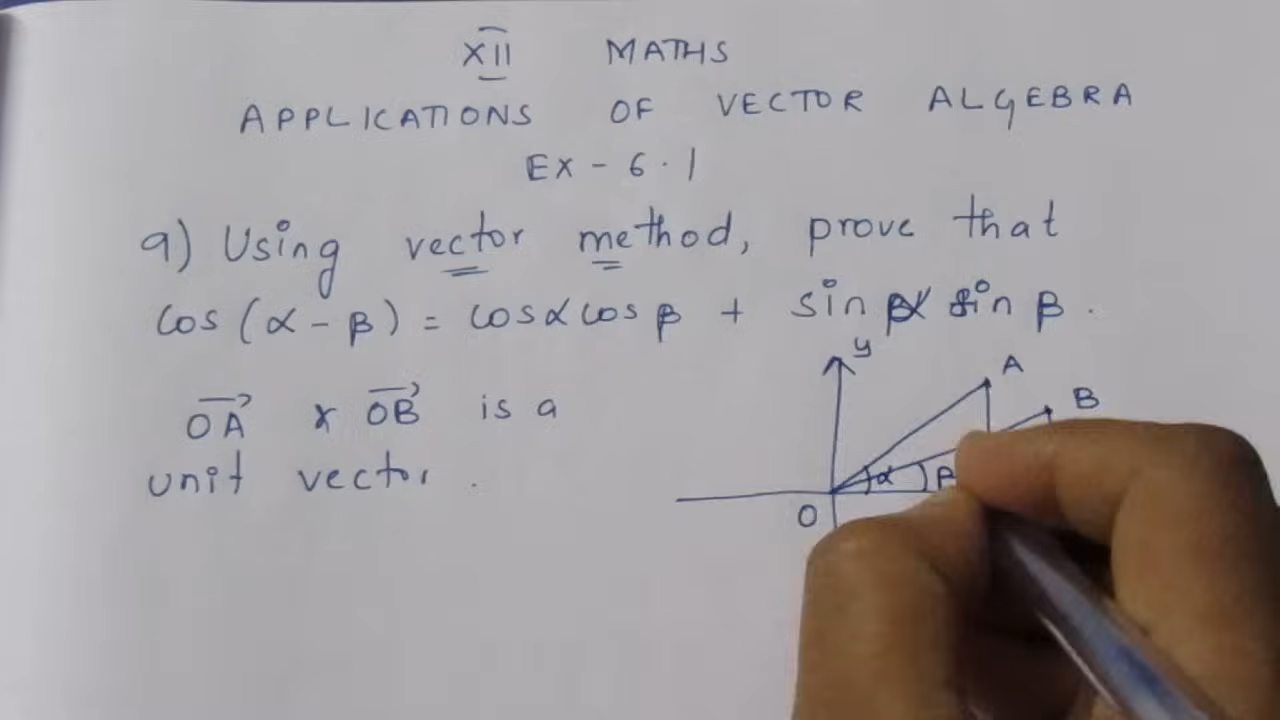 XII MATHS
APPLICATIONS OF VECTOR ALGEBRA
EX - 6.1
9) Using vector method, prove that
cos (α - β) = cosα cos β + sin α sin β.
OA & OB is a
unit vector.
y
A
B
α
β
O